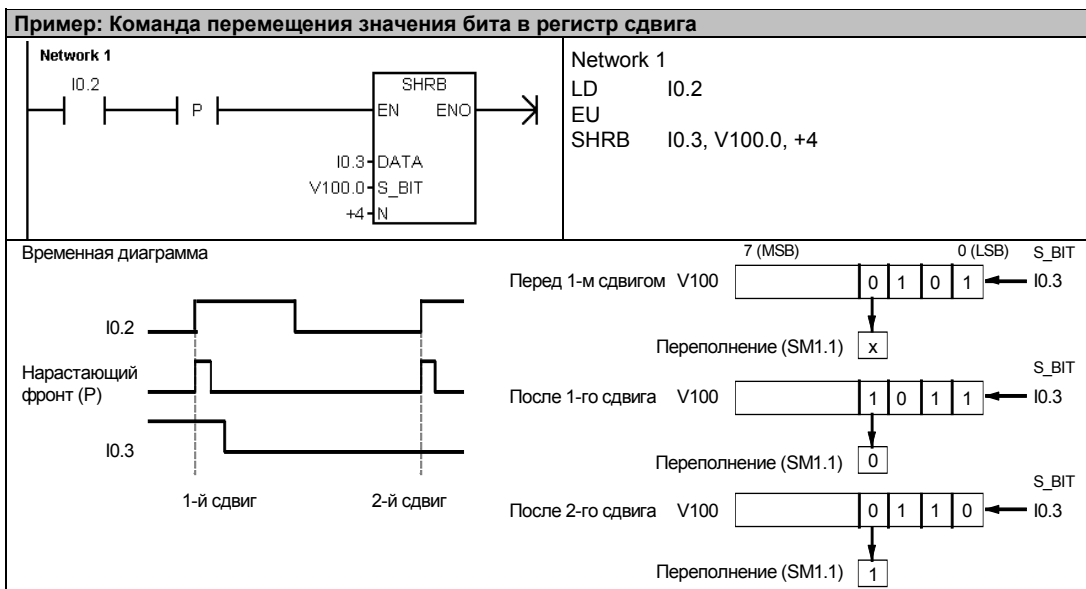 Пример: Команда перемещения значения бита в регистр сдвига
Network 1
I0.2
P
SHRB
EN ENO
I0.3 DATA
V100.0 S_BIT
+4 N
Network 1
LD I0.2
EU
SHRB I0.3, V100.0, +4
Временная диаграмма
I0.2
Нарастающий
фронт (P)
I0.3
1-й сдвиг 2-й сдвиг
7 (MSB) 0 (LSB) S_BIT
Перед 1-м сдвигом V100 0 1 0 1 I0.3
Переполнение (SM1.1) x
S_BIT
После 1-го сдвига V100 1 0 1 1 I0.3
Переполнение (SM1.1) 0
S_BIT
После 2-го сдвига V100 0 1 1 0 I0.3
Переполнение (SM1.1) 1